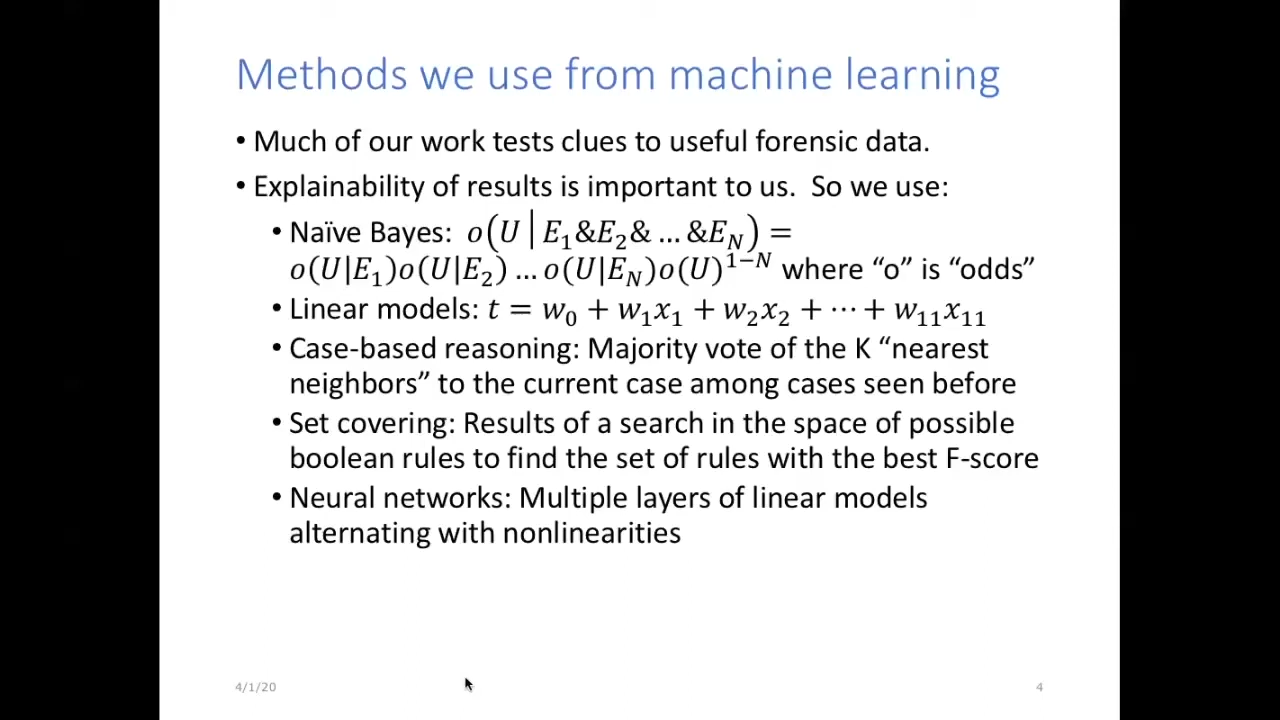 Methods we use from machine learning
• Much of our work tests clues to useful forensic data.
• Explainability of results is important to us.  So we use:
• Naïve Bayes:  𝑜(𝑈│𝐸₁&𝐸₂& … &𝐸_N) =
𝑜(𝑈|𝐸₁)𝑜(𝑈|𝐸₂) … 𝑜(𝑈|𝐸_N)𝑜(𝑈)^{1−N} where “o” is “odds”
• Linear models: 𝑡 = 𝑤₀ + 𝑤₁𝑥₁ + 𝑤₂𝑥₂ + ⋯ + 𝑤₁₁𝑥₁₁
• Case-based reasoning: Majority vote of the K “nearest
neighbors” to the current case among cases seen before
• Set covering: Results of a search in the space of possible
boolean rules to find the set of rules with the best F-score
• Neural networks: Multiple layers of linear models
alternating with nonlinearities
4/1/20
4